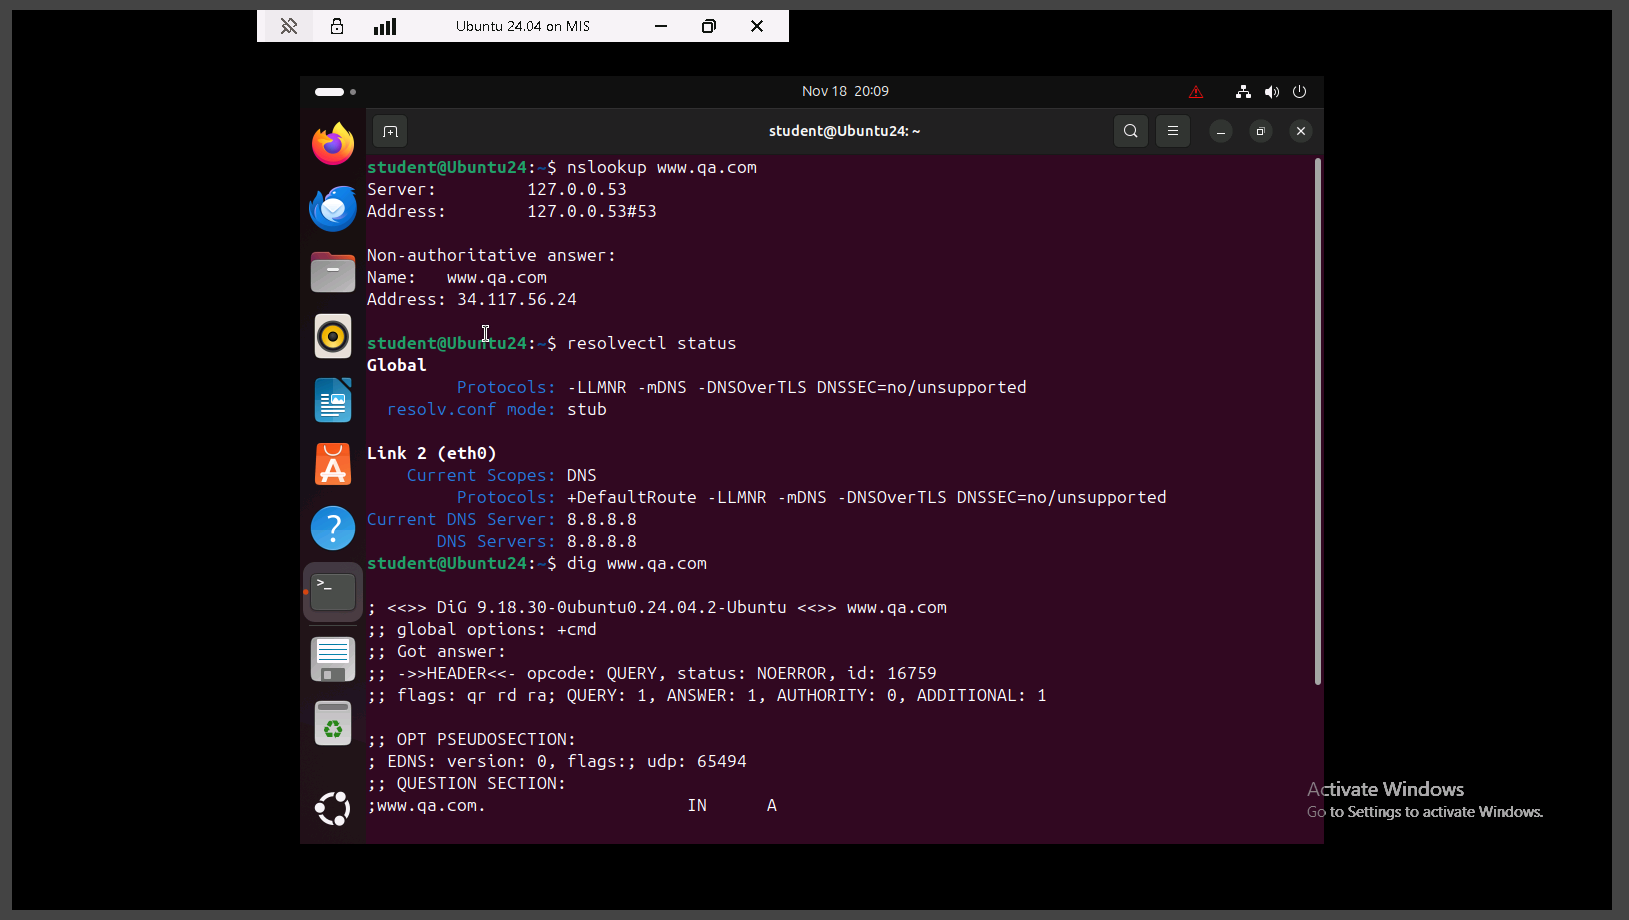 Ubuntu 24.04 on MIS
Nov 18 20:09
student@Ubuntu24: ~
student@Ubuntu24:~$ nslookup www.qa.com
Server: 127.0.0.53
Address: 127.0.0.53#53
Non-authoritative answer:
Name: www.qa.com
Address: 34.117.56.24
student@Ubuntu24:~$ resolvectl status
Global
Protocols: -LLMNR -mDNS -DNSOverTLS DNSSEC=no/unsupported
resolv.conf mode: stub
Link 2 (eth0)
Current Scopes: DNS
Protocols: +DefaultRoute -LLMNR -mDNS -DNSOverTLS DNSSEC=no/unsupported
Current DNS Server: 8.8.8.8
DNS Servers: 8.8.8.8
student@Ubuntu24:~$ dig www.qa.com
; <<>> DiG 9.18.30-0ubuntu0.24.04.2-Ubuntu <<>> www.qa.com
;; global options: +cmd
;; Got answer:
;; ->>HEADER<<- opcode: QUERY, status: NOERROR, id: 16759
;; flags: qr rd ra; QUERY: 1, ANSWER: 1, AUTHORITY: 0, ADDITIONAL: 1
;; OPT PSEUDOSECTION:
; EDNS: version: 0, flags:; udp: 65494
;; QUESTION SECTION:
;www.qa.com. IN A
Activate Windows
Go to Settings to activate Windows.